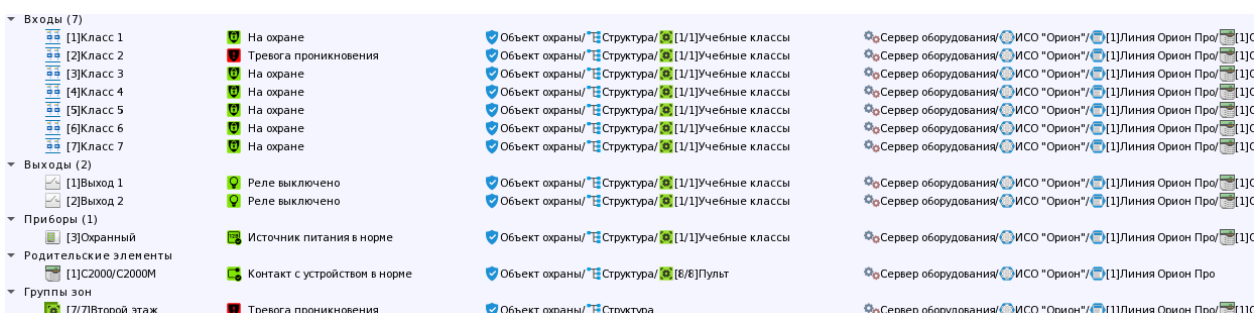 Входы (7)
[1]Класс 1 На охране Объект охраны/ Структура/ [1/1]Учебные классы Сервер оборудования/ ИСО "Орион"/ [1]Линия Орион Про/ [1]
[2]Класс 2 Тревога проникновения Объект охраны/ Структура/ [1/1]Учебные классы Сервер оборудования/ ИСО "Орион"/ [1]Линия Орион Про/ [1]
[3]Класс 3 На охране Объект охраны/ Структура/ [1/1]Учебные классы Сервер оборудования/ ИСО "Орион"/ [1]Линия Орион Про/ [1]
[4]Класс 4 На охране Объект охраны/ Структура/ [1/1]Учебные классы Сервер оборудования/ ИСО "Орион"/ [1]Линия Орион Про/ [1]
[5]Класс 5 На охране Объект охраны/ Структура/ [1/1]Учебные классы Сервер оборудования/ ИСО "Орион"/ [1]Линия Орион Про/ [1]
[6]Класс 6 На охране Объект охраны/ Структура/ [1/1]Учебные классы Сервер оборудования/ ИСО "Орион"/ [1]Линия Орион Про/ [1]
[7]Класс 7 На охране Объект охраны/ Структура/ [1/1]Учебные классы Сервер оборудования/ ИСО "Орион"/ [1]Линия Орион Про/ [1]
Выходы (2)
[1]Выход 1 Реле выключено Объект охраны/ Структура/ [1/1]Учебные классы Сервер оборудования/ ИСО "Орион"/ [1]Линия Орион Про/ [1]
[2]Выход 2 Реле выключено Объект охраны/ Структура/ [1/1]Учебные классы Сервер оборудования/ ИСО "Орион"/ [1]Линия Орион Про/ [1]
Приборы (1)
[3]Охранный Источник питания в норме Объект охраны/ Структура/ [1/1]Учебные классы Сервер оборудования/ ИСО "Орион"/ [1]Линия Орион Про/ [1]
Родительские элементы
[1]С2000/С2000М Контакт с устройством в норме Объект охраны/ Структура/ [8/8]Пульт Сервер оборудования/ ИСО "Орион"/ [1]Линия Орион Про
Группы зон
[7/7]Второй этаж Тревога проникновения Объект охраны/ Структура Сервер оборудования/ ИСО "Орион"/ [1]Линия Орион Про/ [1]